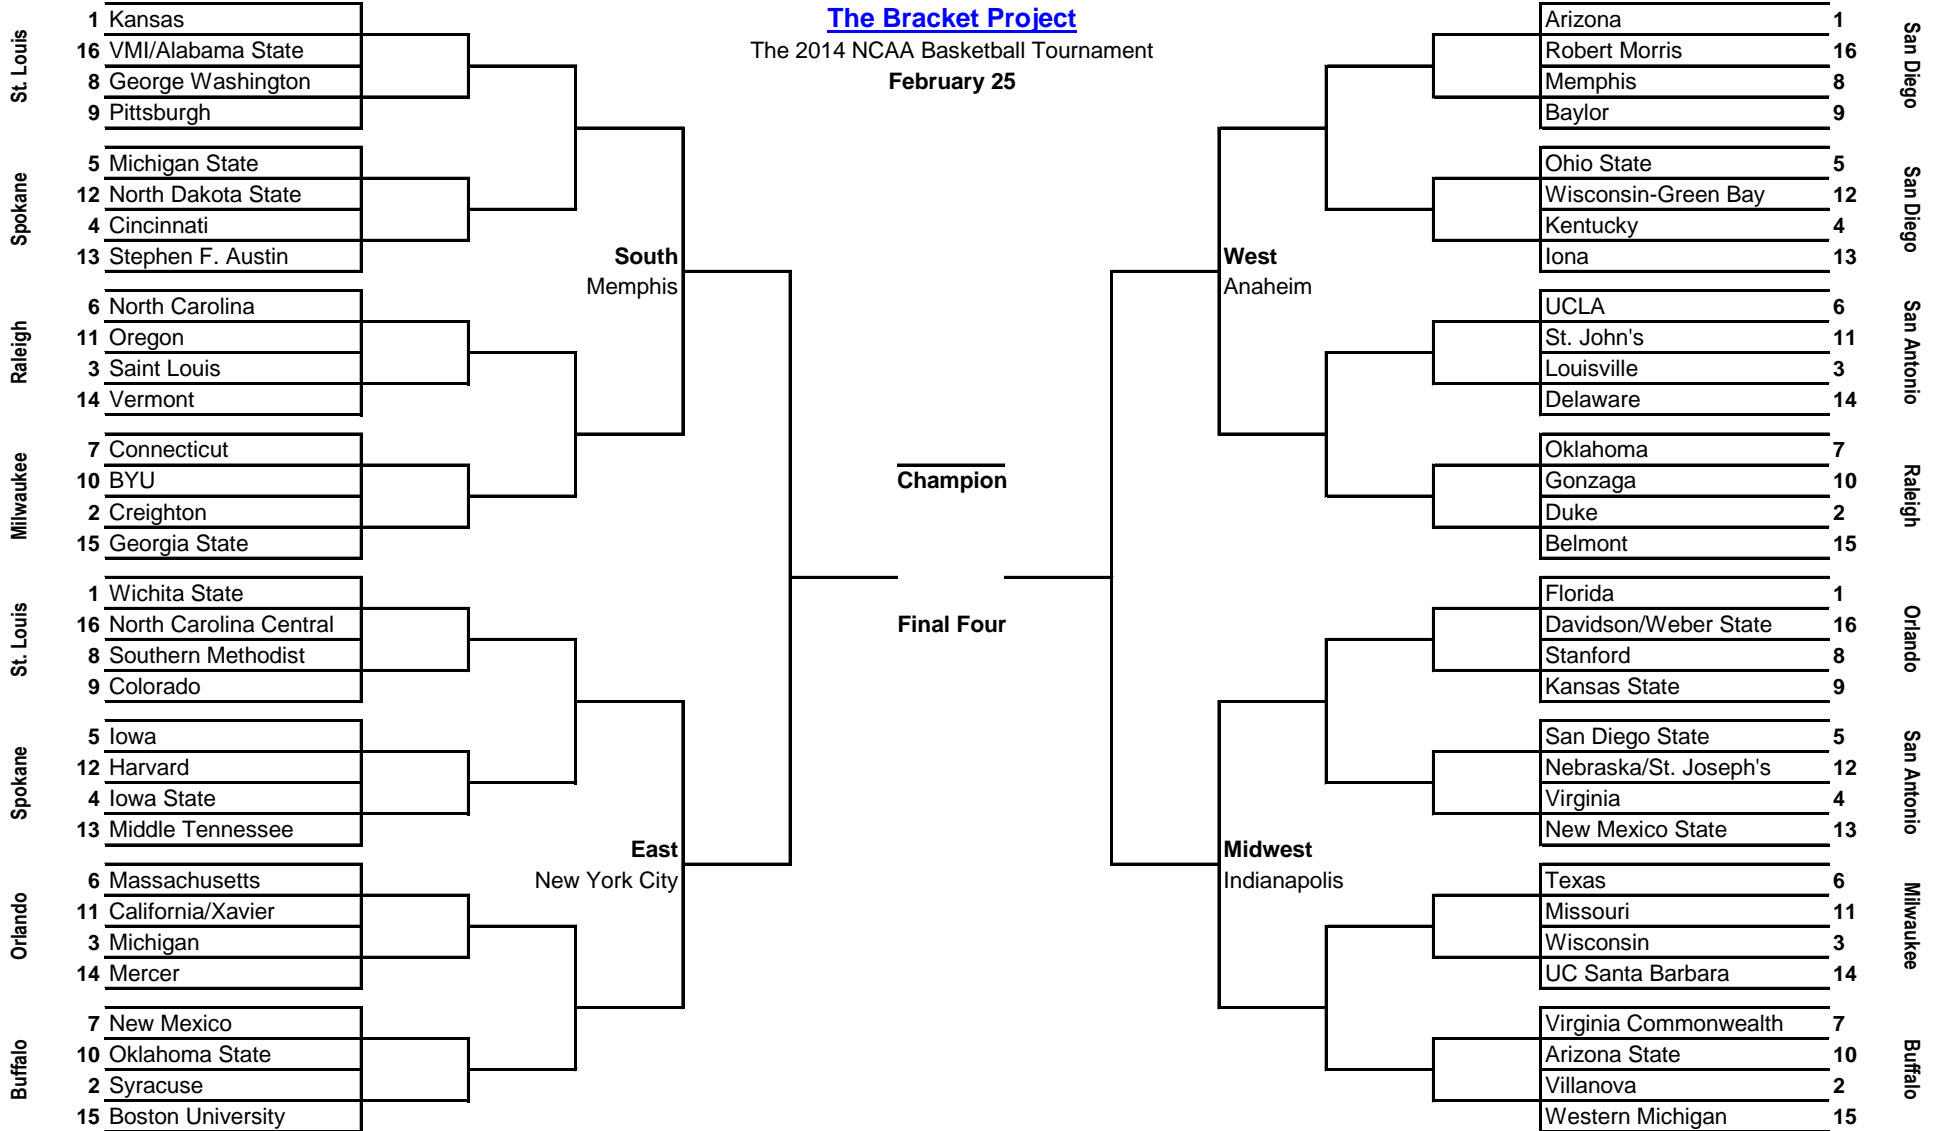 The Bracket Project
The 2014 NCAA Basketball Tournament
February 25
St. Louis
1 Kansas
16 VMI/Alabama State
8 George Washington
9 Pittsburgh
Spokane
5 Michigan State
12 North Dakota State
4 Cincinnati
13 Stephen F. Austin
South
Memphis
Raleigh
6 North Carolina
11 Oregon
3 Saint Louis
14 Vermont
Milwaukee
7 Connecticut
10 BYU
2 Creighton
15 Georgia State
St. Louis
1 Wichita State
16 North Carolina Central
8 Southern Methodist
9 Colorado
Spokane
5 Iowa
12 Harvard
4 Iowa State
13 Middle Tennessee
East
New York City
Orlando
6 Massachusetts
11 California/Xavier
3 Michigan
14 Mercer
Buffalo
7 New Mexico
10 Oklahoma State
2 Syracuse
15 Boston University
Champion
Final Four
Arizona 1
Robert Morris 16
Memphis 8
Baylor 9
San Diego
Ohio State 5
Wisconsin-Green Bay 12
Kentucky 4
Iona 13
San Diego
West
Anaheim
UCLA 6
St. John's 11
Louisville 3
Delaware 14
San Antonio
Oklahoma 7
Gonzaga 10
Duke 2
Belmont 15
Raleigh
Florida 1
Davidson/Weber State 16
Stanford 8
Kansas State 9
Orlando
San Diego State 5
Nebraska/St. Joseph's 12
Virginia 4
New Mexico State 13
San Antonio
Midwest
Indianapolis
Texas 6
Missouri 11
Wisconsin 3
UC Santa Barbara 14
Milwaukee
Virginia Commonwealth 7
Arizona State 10
Villanova 2
Western Michigan 15
Buffalo